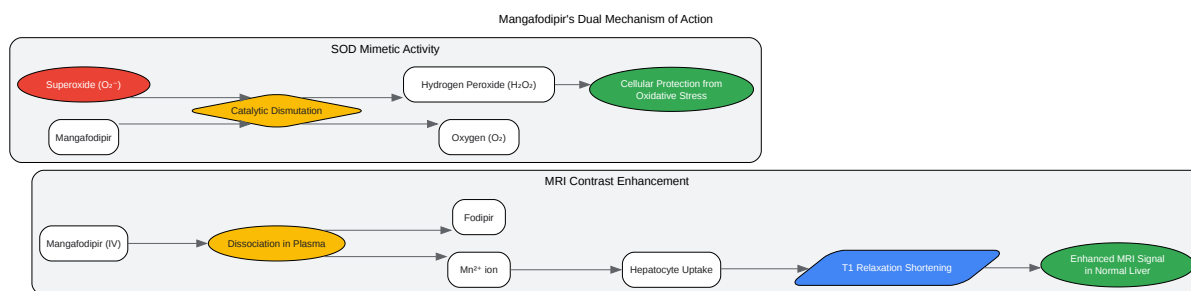 Mangafodipir's Dual Mechanism of Action
SOD Mimetic Activity
Superoxide (O₂⁻)
Mangafodipir
Catalytic Dismutation
Hydrogen Peroxide (H₂O₂)
Oxygen (O₂)
Cellular Protection from
Oxidative Stress
MRI Contrast Enhancement
Mangafodipir (IV)
Dissociation in Plasma
Fodipir
Mn²⁺ ion
Hepatocyte Uptake
T1 Relaxation Shortening
Enhanced MRI Signal
in Normal Liver